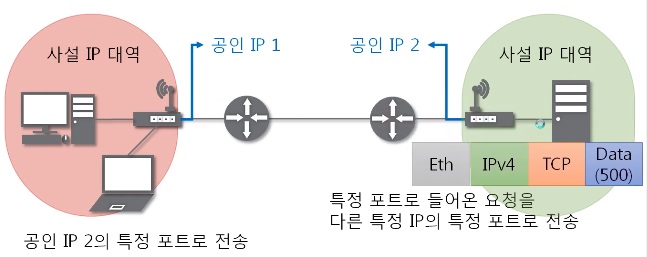 사설 IP 대역
공인 IP 1
공인 IP 2
사설 IP 대역
Eth
IPv4
TCP
Data
(500)
특정 포트로 들어온 요청을
다른 특정 IP의 특정 포트로 전송
공인 IP 2의 특정 포트로 전송